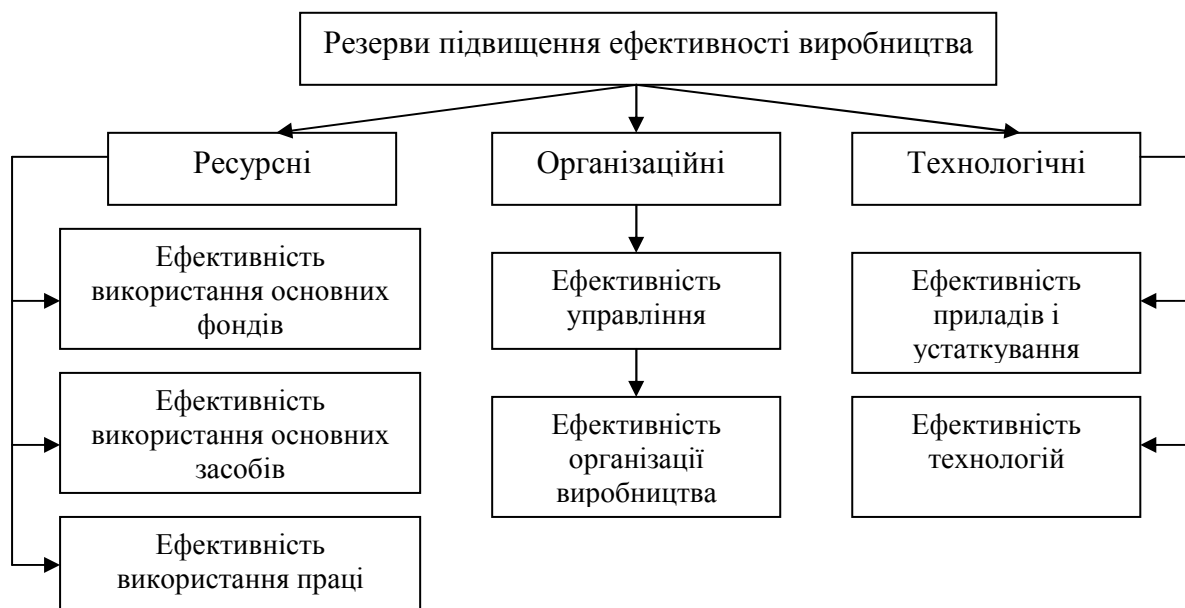 Резерви підвищення ефективності виробництва
Ресурсні
Організаційні
Технологічні
Ефективність
використання основних
фондів
Ефективність
управління
Ефективність
приладів і
устаткування
Ефективність
використання основних
засобів
Ефективність
організації
виробництва
Ефективність
технологій
Ефективність
використання праці